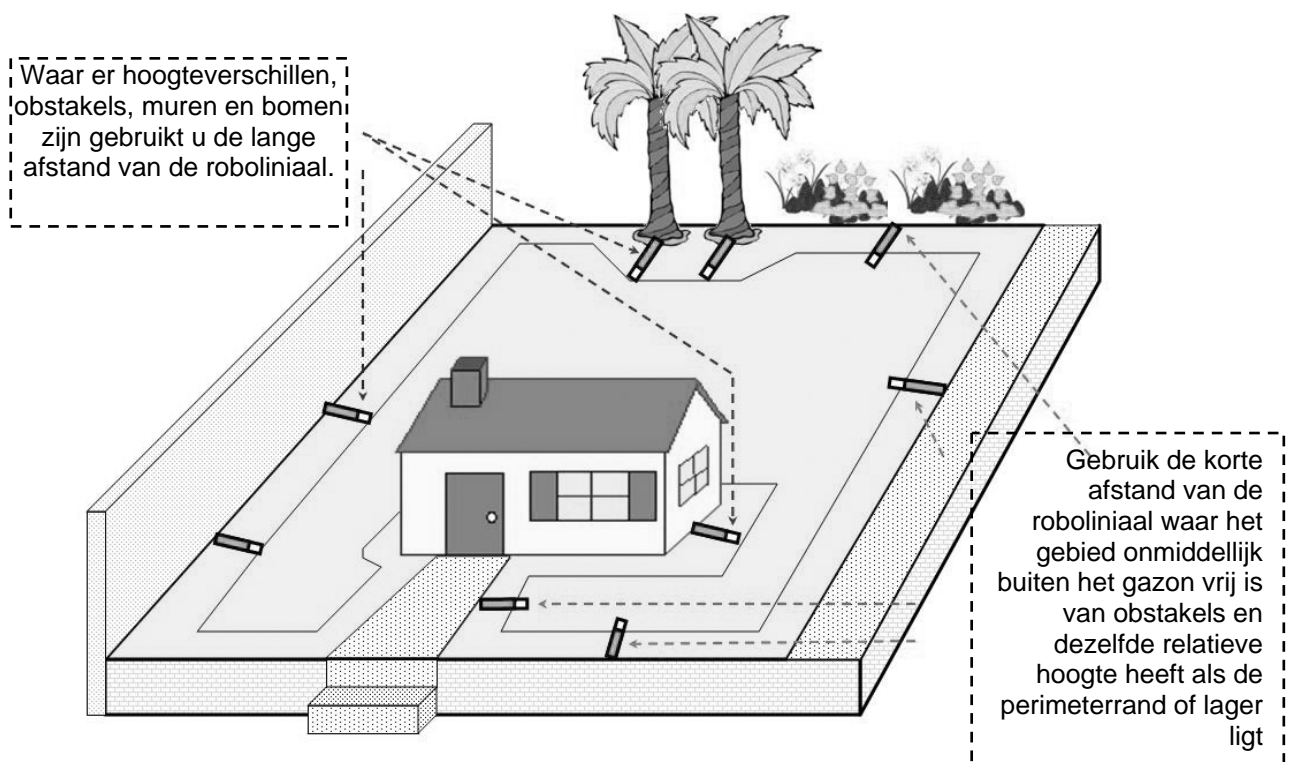 Waar er hoogteverschillen,
obstakels, muren en bomen
zijn gebruikt u de lange
afstand van de roboliniaal.
Gebruik de korte
afstand van de
roboliniaal waar het
gebied onmiddellijk
buiten het gazon vrij is
van obstakels en
dezelfde relatieve
hoogte heeft als de
perimeterrand of lager
ligt